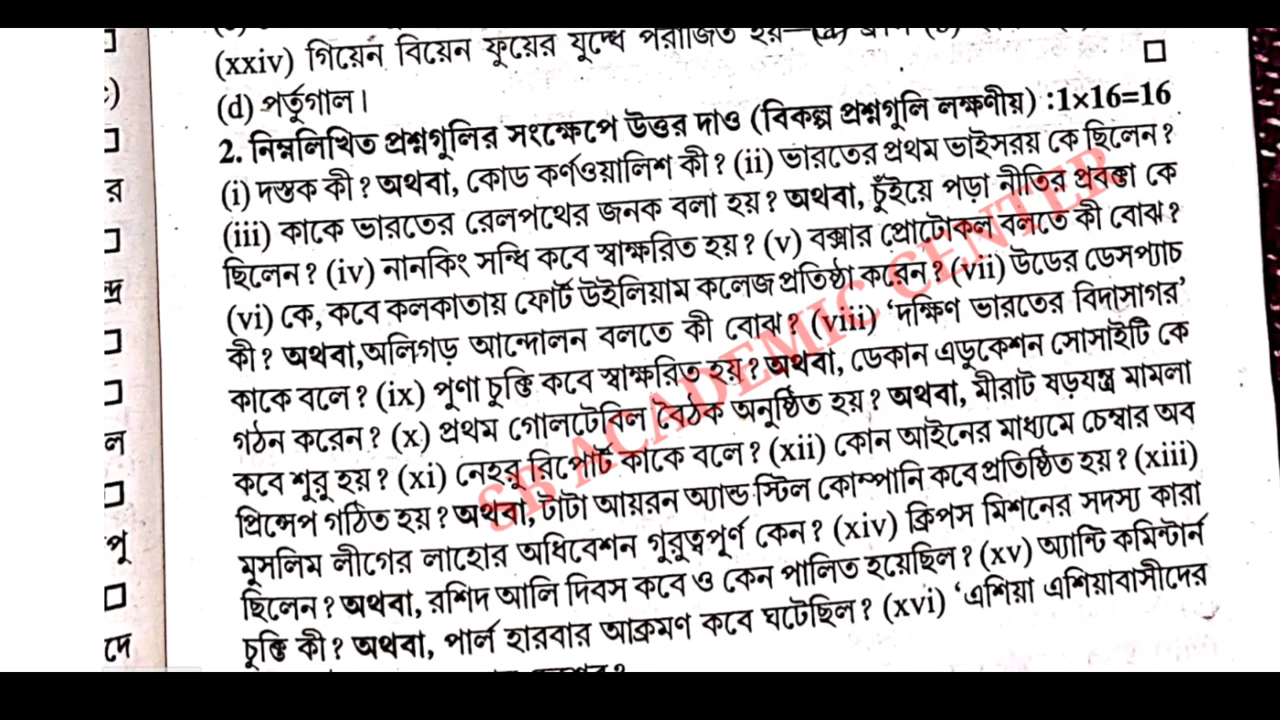 (xxiv) গিয়েন বিয়েন ফুয়ের যুদ্ধে পরাজিত হয়—(a)
(d) পর্তুগাল।
2. নিম্নলিখিত প্রশ্নগুলির সংক্ষেপে উত্তর দাও (বিকল্প প্রশ্নগুলি লক্ষণীয়) :1×16=16
(i) দস্তক কী? অথবা, কোড কর্ণওয়ালিশ কী? (ii) ভারতের প্রথম ভাইসরয় কে ছিলেন?
(iii) কাকে ভারতের রেলপথের জনক বলা হয়? অথবা, চুঁইয়ে পড়া নীতির প্রবক্তা কে
ছিলেন? (iv) নানকিং সন্ধি কবে স্বাক্ষরিত হয়? (v) বক্সার প্রোটোকল বলতে কী বোঝ?
(vi) কে, কবে কলকাতায় ফোর্ট উইলিয়াম কলেজ প্রতিষ্ঠা করেন? (vii) উডের ডেসপ্যাচ
কী? অথবা,অলিগড় আন্দোলন বলতে কী বোঝ? (viii) ‘দক্ষিণ ভারতের বিদাসাগর’
কাকে বলে? (ix) পুণা চুক্তি কবে স্বাক্ষরিত হয়? অথবা, ডেকান এডুকেশন সোসাইটি কে
গঠন করেন? (x) প্রথম গোলটেবিল বৈঠক অনুষ্ঠিত হয়? অথবা, মীরাট ষড়যন্ত্র মামলা
কবে শুরু হয়? (xi) নেহরু রিপোর্ট কাকে বলে? (xii) কোন আইনের মাধ্যমে চেম্বার অব
প্রিন্সেপ গঠিত হয়? অথবা, টাটা আয়রন অ্যান্ড স্টিল কোম্পানি কবে প্রতিষ্ঠিত হয়? (xiii)
মুসলিম লীগের লাহোর অধিবেশন গুরুত্বপূর্ণ কেন? (xiv) ক্রিপস মিশনের সদস্য কারা
ছিলেন? অথবা, রশিদ আলি দিবস কবে ও কেন পালিত হয়েছিল? (xv) অ্যান্টি কমিন্টার্ন
চুক্তি কী? অথবা, পার্ল হারবার আক্রমণ কবে ঘটেছিল? (xvi) ‘এশিয়া এশিয়াবাসীদের
SB ACADEMIC CENTER
র
ল
পু
দে